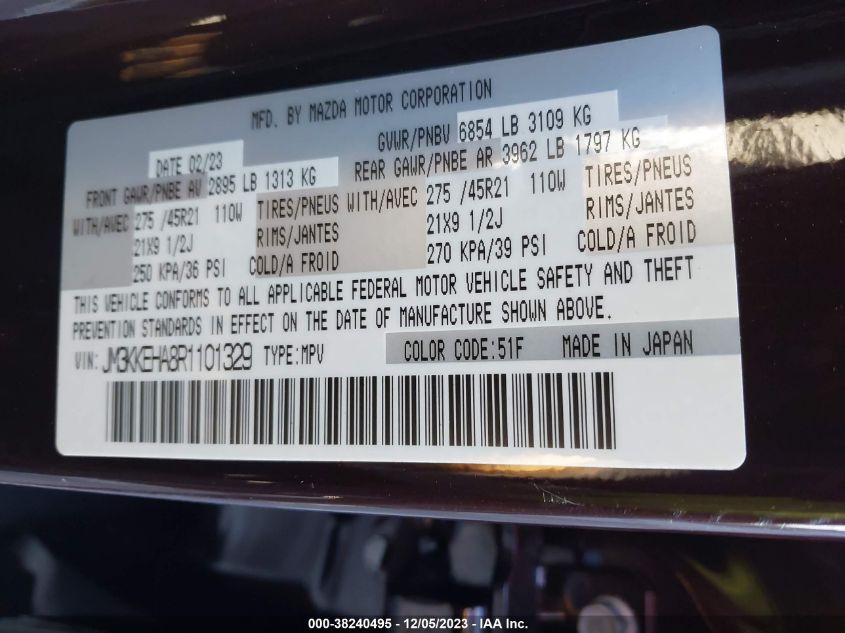 MFD. BY MAZDA MOTOR CORPORATION
DATE 02/23 GVWR/PNBV 6854 LB 3109 KG
FRONT GAWR/PNBE AV 2895 LB 1313 KG REAR GAWR/PNBE AR 3962 LB 1797 KG
WITH/AVEC 275 /45R21 110W TIRES/PNEUS WITH/AVEC 275 /45R21 110W TIRES/PNEUS
21X9 1/2J RIMS/JANTES 21X9 1/2J RIMS/JANTES
250 KPA/36 PSI COLD/A FROID 270 KPA/39 PSI COLD/A FROID
THIS VEHICLE CONFORMS TO ALL APPLICABLE FEDERAL MOTOR VEHICLE SAFETY AND THEFT
PREVENTION STANDARDS IN EFFECT ON THE DATE OF MANUFACTURE SHOWN ABOVE.
VIN: JM3KKEHA8R1101329 TYPE:MPV COLOR CODE:51F MADE IN JAPAN
000-38240495 - 12/05/2023 - IAA Inc.